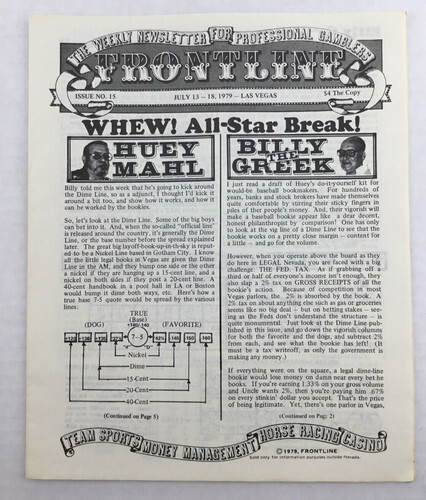 THE WEEKLY NEWSLETTER FOR PROFESSIONAL GAMBLERS
FRONTLINE
ISSUE NO. 15
JULY 13 – 18, 1979 – LAS VEGAS
$4 The Copy
WHEW! All-Star Break!
HUEY
MAHL
Billy told me this week that he's going to kick around
the Dime Line, so as a adjunct, I thought I'd kick it
around a bit too, and show how it works, and how it
can be worked by the bookies.
So, let's look at the Dime Line. Some of the big boys
can bet into it. And, when the so-called "official line"
is released around the country, it's generally the Dime
Line, or the base number before the spread explained
later. The great big layoff-book-up-in-the-sky is reput-
ed to be a Nickel Line based in Gotham City. I know
all the little legal books in Vegas are given the Dime
Line in the AM, and they bump one side or the other
a nickel if they are hanging up a 15-cent line, and a
nickel on both sides if they post a 20-cent line. A
40-cent handbook in a pool hall in LA or Boston
would bump it dime both ways, etc. Here's how a
true base 7-5 quote would be spread by the various
lines:
TRUE
(Base)
(DOG)
+140/-140
(FAVORITE)
7–5
Nickel
Dime
15-Cent
20-Cent
40-Cent
(Continued on Page 5)
BILLY
THE
GREEK
I just read a draft of Huey's do-it-yourself kit for
would-be baseball bookmakers. For hundreds of
years, banks and stock brokers have made themselves
quite comfortable by stirring their sticky fingers in
piles of ther people's money. And, their vigorish will
make a baseball bookie appear like a dear decent,
honest philanthropist by comparison! One has only
to look at the vig line of a Dime Line to see that the
bookie works on a pretty skimpy margin – content for
a little – and go for the volume.
However, when you operate above the board as they
do here in LEGAL Nevada, you are faced with a big
challenge: THE FED. TAX. As if grabbing off a
third or half of everyone's income isn't enough, they
also slap a 2% tax on GROSS RECEIPTS of all the
bookie's action. Because of competition in most
Vegas parlors, the .2% is absorbed by the book. A
2% tax on about anything else such as gas or groceries
seems like no big deal – but on betting stakes – see-
ing as the Feds don't understand the structure – is
quite monumental. Just look at the Dime Line pub-
lished in this issue, and go down the vigorish columns
for both the favorite and the dogs, and subtract 2%
from each, and see what the bookie has left! (It
must be a tax writeoff, as only the government is
making any money.)
If everything were on the square, a legal dime-line
bookie would lose money on damn near every bet he
books. If you're earning 1.33% on your gross volume
and Uncle wants 2%, then you're paying him .67%
on every stinkin' dollar you accept. That's the price
of being legitimate. Yet, there's one parlor in Vegas,
(Continued on Page 2)
TEAM SPORTS MONEY MANAGEMENT HORSE RACING CASINO
© 1979, FRONTLINE
Sold only for information purposes outside Nevada.